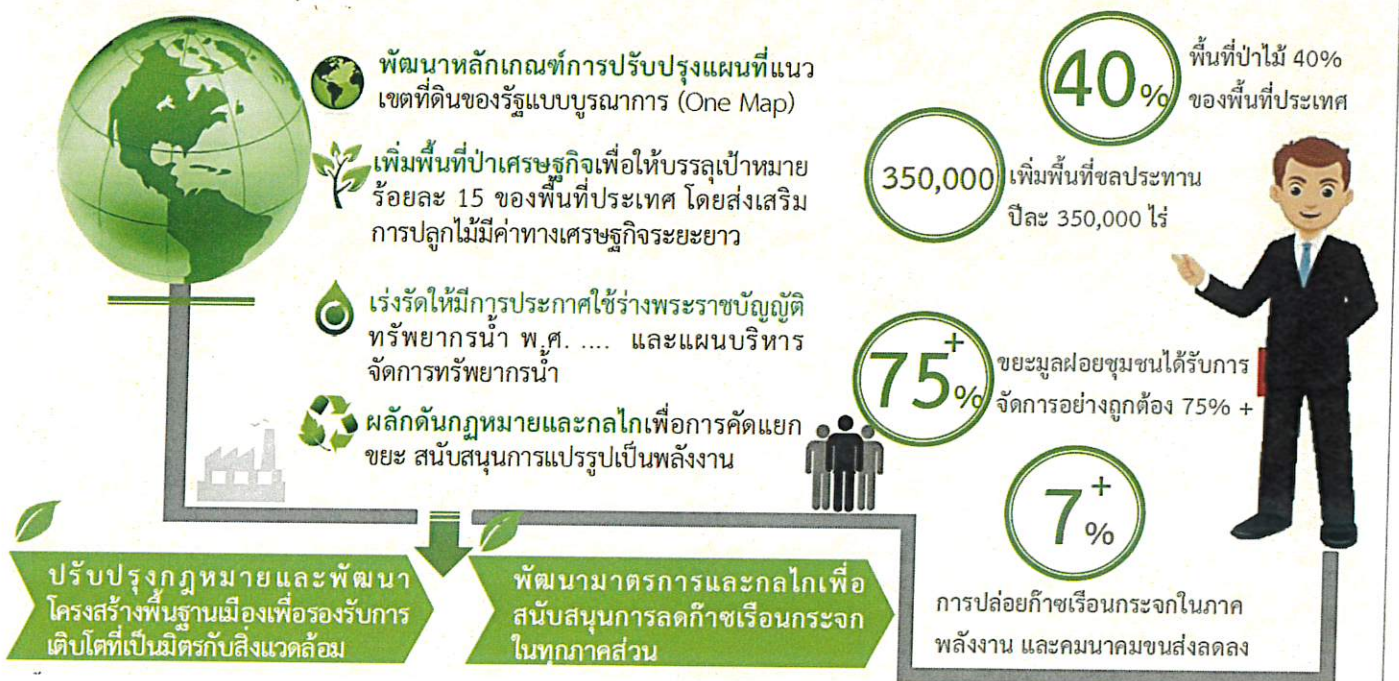 พัฒนาหลักเกณฑ์การปรับปรุงแผนที่แนว
เขตที่ดินของรัฐแบบบูรณาการ (One Map)
เพิ่มพื้นที่ป่าเศรษฐกิจเพื่อให้บรรลุเป้าหมาย
ร้อยละ 15 ของพื้นที่ประเทศ โดยส่งเสริม
การปลูกไม้มีค่าทางเศรษฐกิจระยะยาว
เร่งรัดให้มีการประกาศใช้ร่างพระราชบัญญัติ
ทรัพยากรน้ำ พ.ศ. .... และแผนบริหาร
จัดการทรัพยากรน้ำ
ผลักดันกฎหมายและกลไกเพื่อการคัดแยก
ขยะ สนับสนุนการแปรรูปเป็นพลังงาน
40%
พื้นที่ป่าไม้ 40%
ของพื้นที่ประเทศ
350,000
เพิ่มพื้นที่ชลประทาน
ปีละ 350,000 ไร่
75+%
ขยะมูลฝอยชุมชนได้รับการ
จัดการอย่างถูกต้อง 75% +
7+%
การปล่อยก๊าซเรือนกระจกในภาค
พลังงาน และคมนาคมขนส่งลดลง
ปรับปรุงกฎหมายและพัฒนา
โครงสร้างพื้นฐานเมืองเพื่อรองรับการ
เติบโตที่เป็นมิตรกับสิ่งแวดล้อม
พัฒนามาตรการและกลไกเพื่อ
สนับสนุนการลดก๊าซเรือนกระจก
ในทุกภาคส่วน